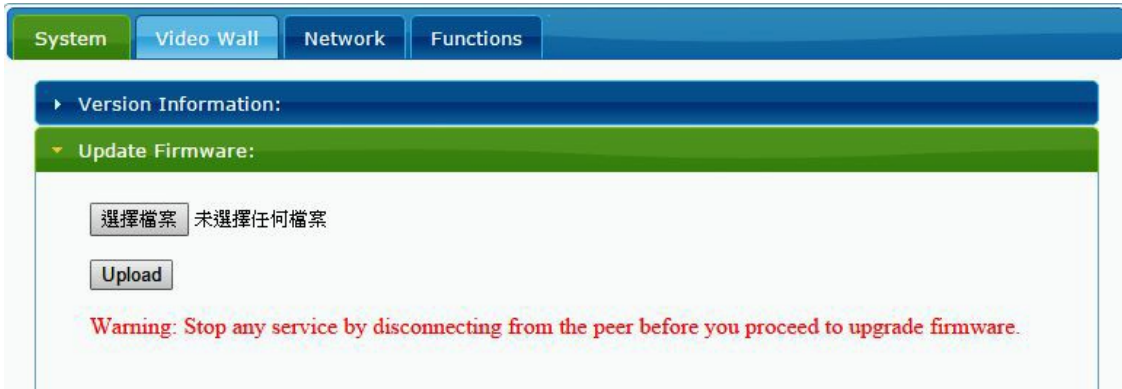 System Video Wall Network Functions
Version Information:
Update Firmware:
選擇檔案 未選擇任何檔案
Upload
Warning: Stop any service by disconnecting from the peer before you proceed to upgrade firmware.